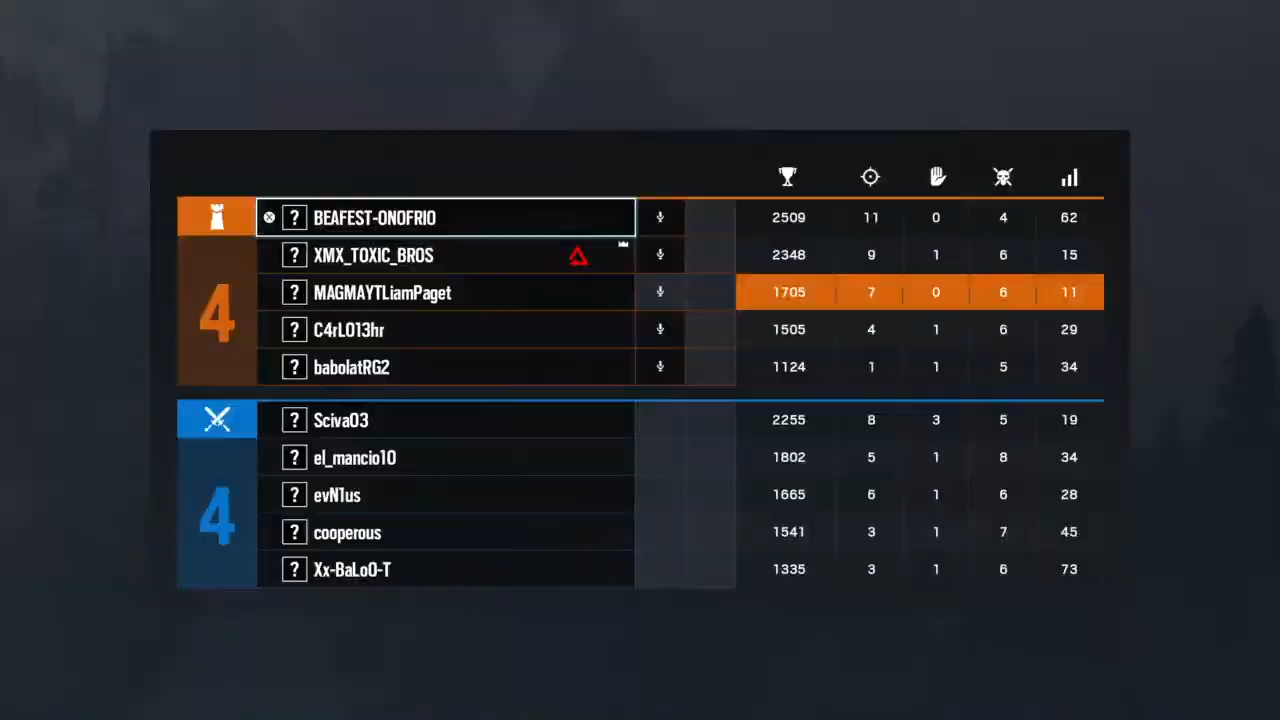 ? BEAFEST-ONOFRIO 2509 11 0 4 62
? XMX_TOXIC_BROS 2348 9 1 6 15
4
? MAGMAYTLiamPaget 1705 7 0 6 11
? C4rLO13hr 1505 4 1 6 29
? babolatRG2 1124 1 1 5 34
? Sciva03 2255 8 3 5 19
? el_mancio10 1802 5 1 8 34
4
? evN1us 1665 6 1 6 28
? cooperous 1541 3 1 7 45
? Xx-BaLoO-T 1335 3 1 6 73